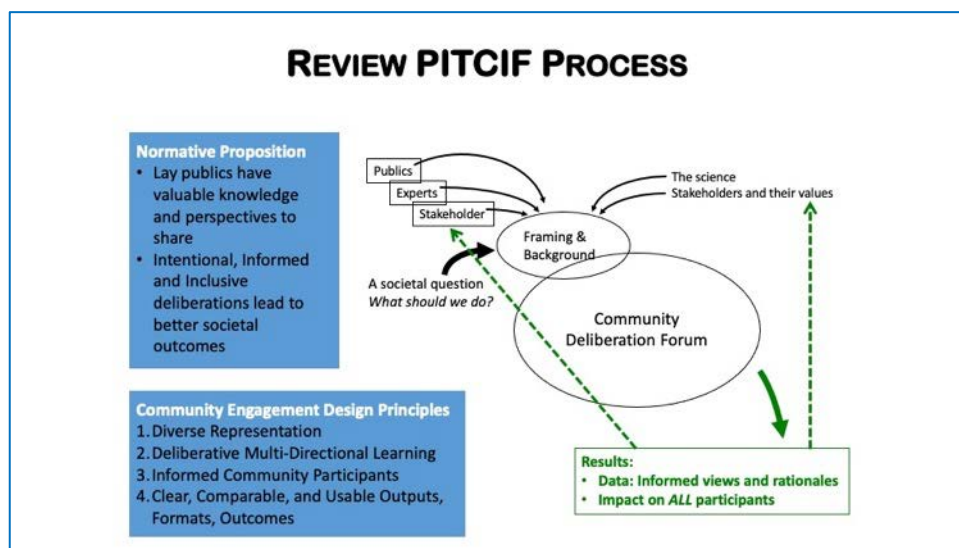 REVIEW PITCIF PROCESS
Normative Proposition
• Lay publics have
valuable knowledge
and perspectives to
share
• Intentional, Informed
and Inclusive
deliberations lead to
better societal
outcomes
Publics
Experts
Stakeholder
The science
Stakeholders and their values
Framing &
Background
A societal question
What should we do?
Community
Deliberation Forum
Community Engagement Design Principles
1. Diverse Representation
2. Deliberative Multi-Directional Learning
3. Informed Community Participants
4. Clear, Comparable, and Usable Outputs,
Formats, Outcomes
Results:
• Data: Informed views and rationales
• Impact on ALL participants